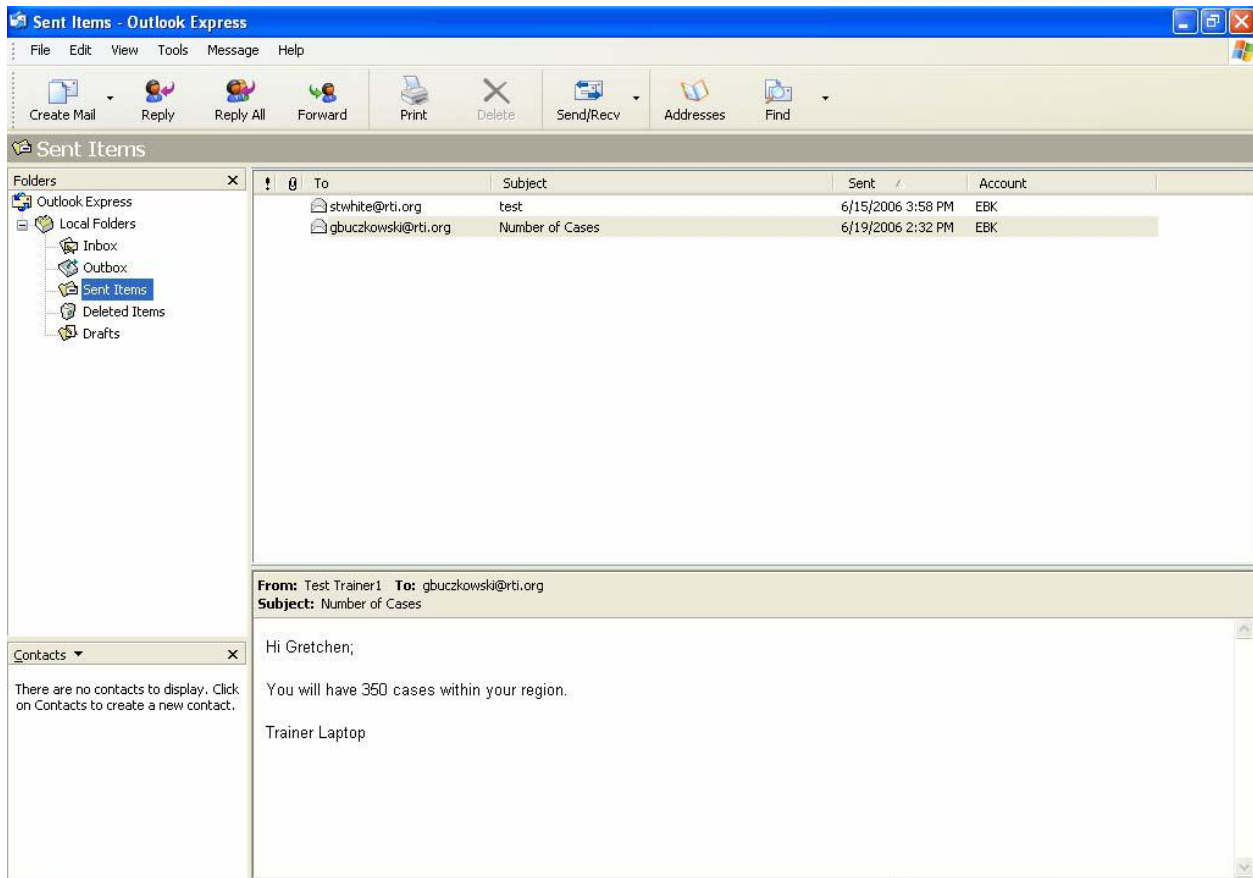 Sent Items - Outlook Express
File Edit View Tools Message Help
Create Mail Reply Reply All Forward Print Delete Send/Recv Addresses Find
Sent Items
Folders
Outlook Express
Local Folders
Inbox
Outbox
Sent Items
Deleted Items
Drafts
! To Subject Sent Account
stwhite@rti.org test 6/15/2006 3:58 PM EBK
gbuczkowski@rti.org Number of Cases 6/19/2006 2:32 PM EBK
From: Test Trainer1 To: gbuczkowski@rti.org
Subject: Number of Cases
Hi Gretchen;
You will have 350 cases within your region.
Trainer Laptop
Contacts
There are no contacts to display. Click
on Contacts to create a new contact.